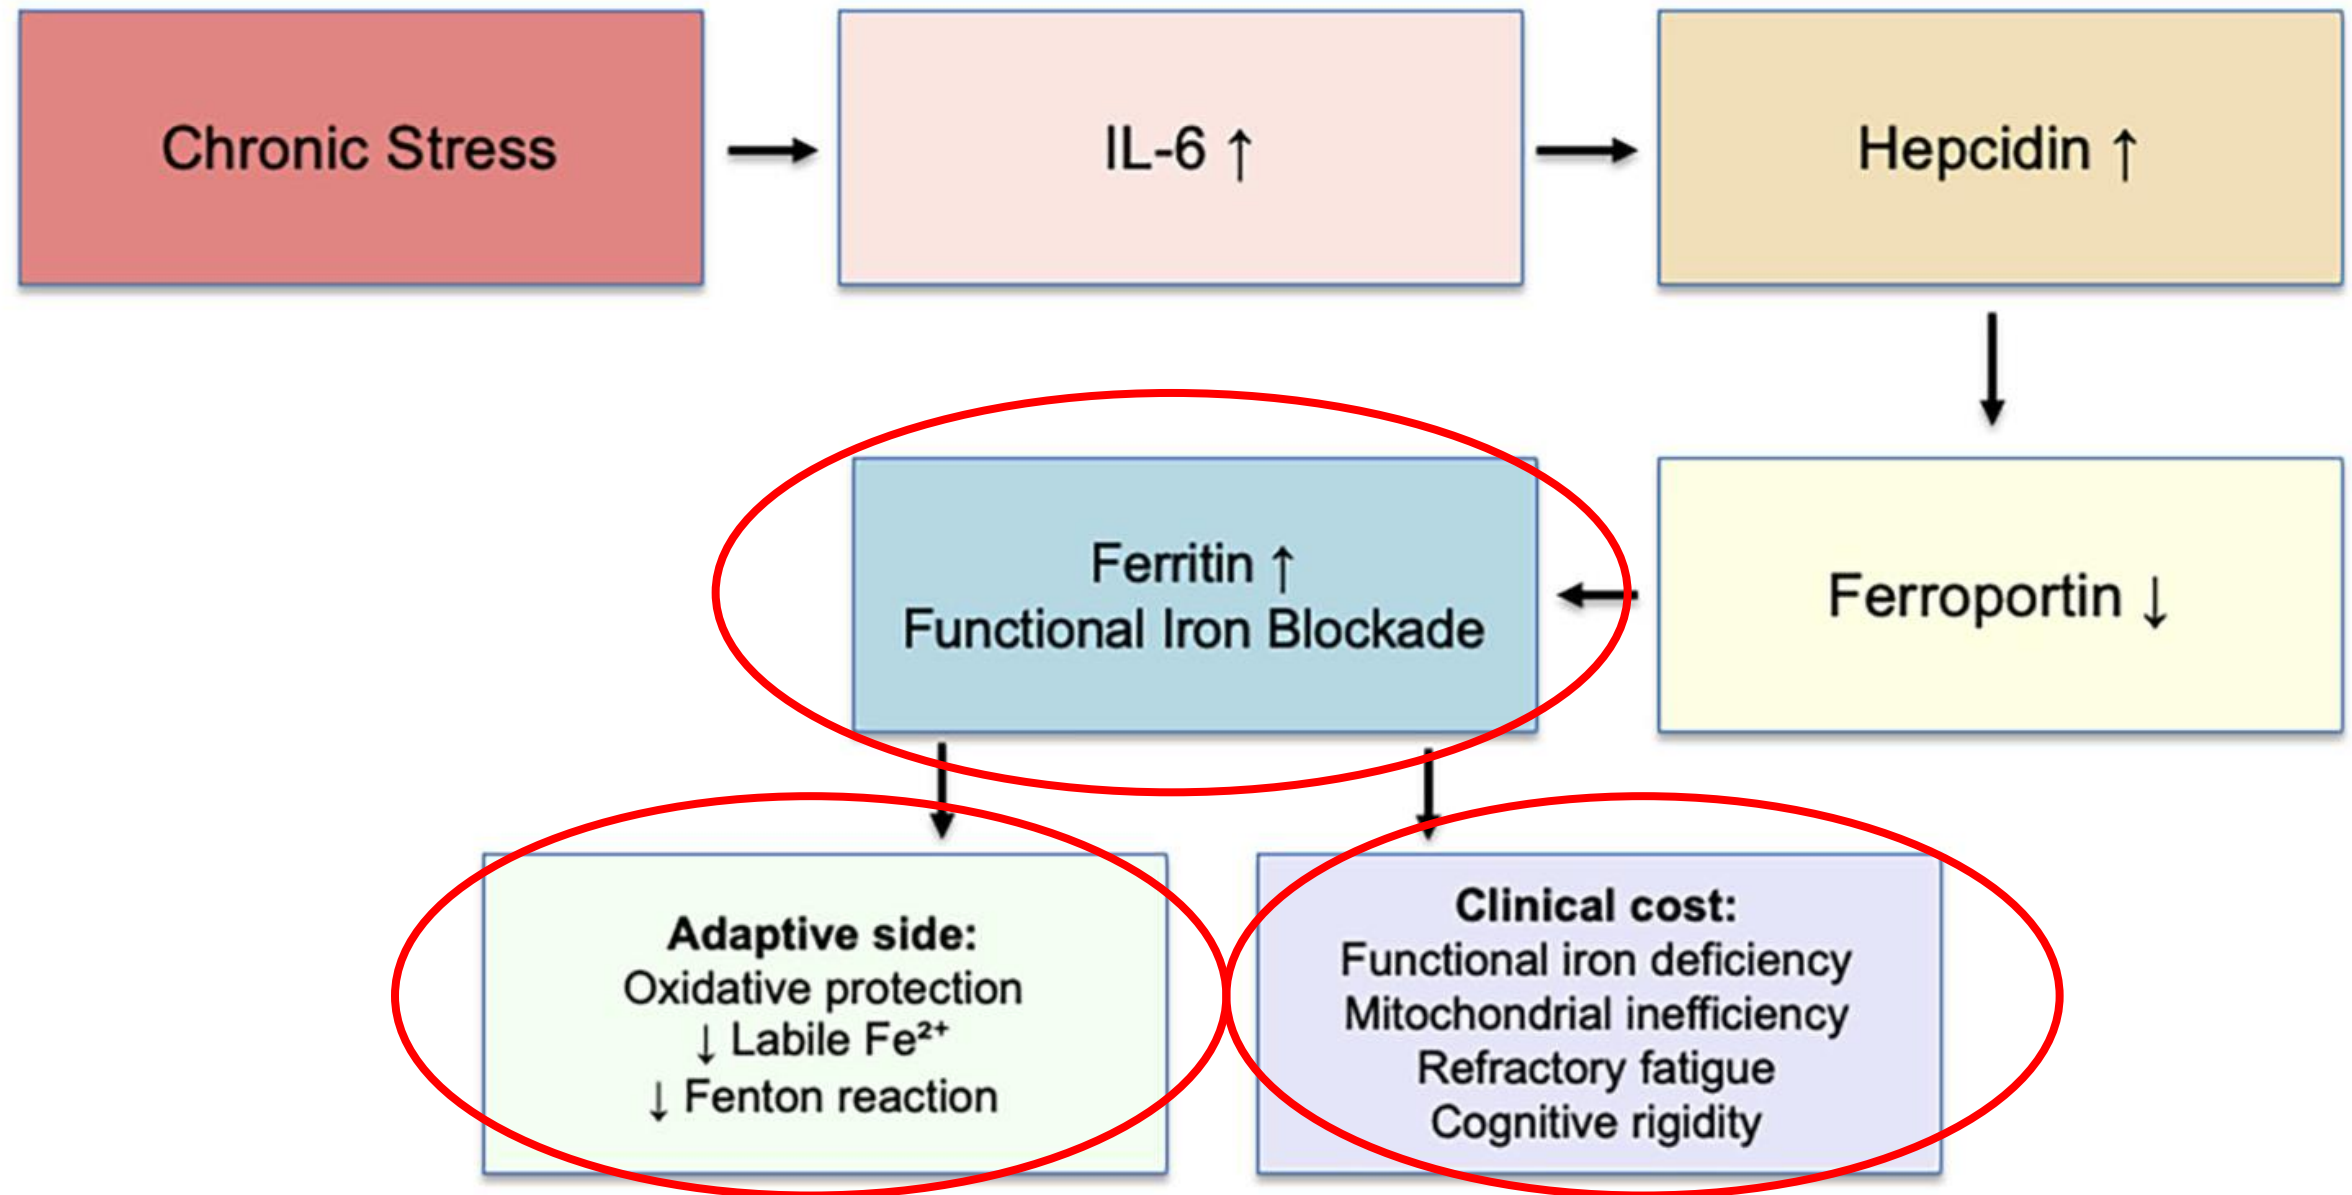 Chronic Stress
IL-6 ↑
Hepcidin ↑
Ferritin ↑
Functional Iron Blockade
Ferroportin ↓
Adaptive side:
Oxidative protection
↓ Labile Fe²⁺
↓ Fenton reaction
Clinical cost:
Functional iron deficiency
Mitochondrial inefficiency
Refractory fatigue
Cognitive rigidity